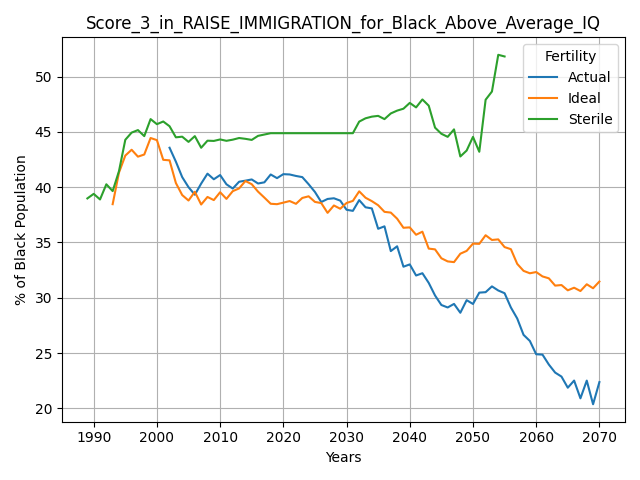 Score_3_in_RAISE_IMMIGRATION_for_Black_Above_Average_IQ
Fertility
Actual
Ideal
Sterile
% of Black Population
50
45
40
35
30
25
20
1990 2000 2010 2020 2030 2040 2050 2060 2070
Years